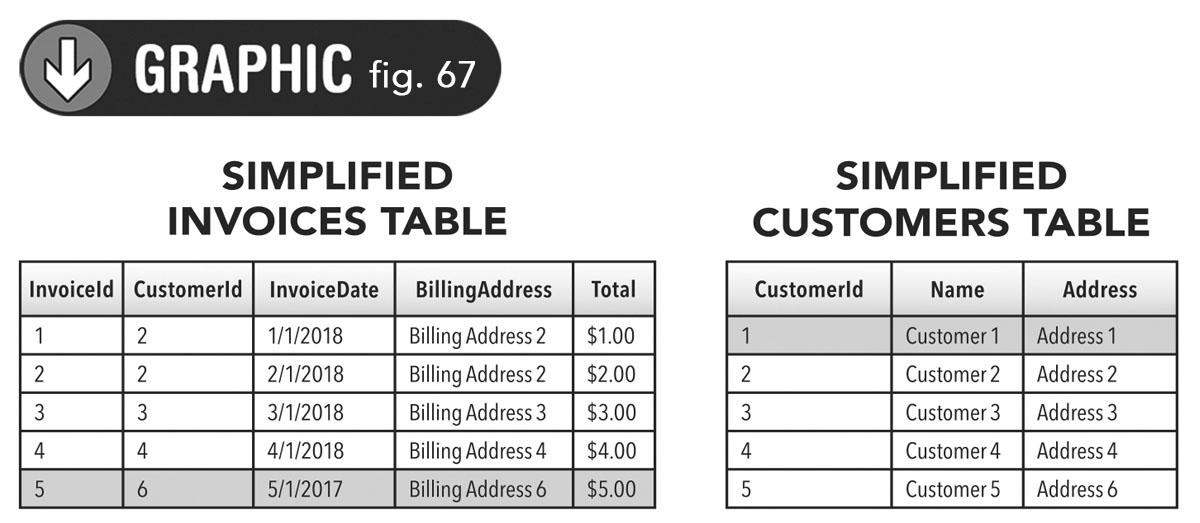 GRAPHIC fig. 67
SIMPLIFIED
INVOICES TABLE
InvoiceId CustomerId InvoiceDate BillingAddress Total
1 2 1/1/2018 Billing Address 2 $1.00
2 2 2/1/2018 Billing Address 2 $2.00
3 3 3/1/2018 Billing Address 3 $3.00
4 4 4/1/2018 Billing Address 4 $4.00
5 6 5/1/2017 Billing Address 6 $5.00
SIMPLIFIED
CUSTOMERS TABLE
CustomerId Name Address
1 Customer 1 Address 1
2 Customer 2 Address 2
3 Customer 3 Address 3
4 Customer 4 Address 4
5 Customer 5 Address 6